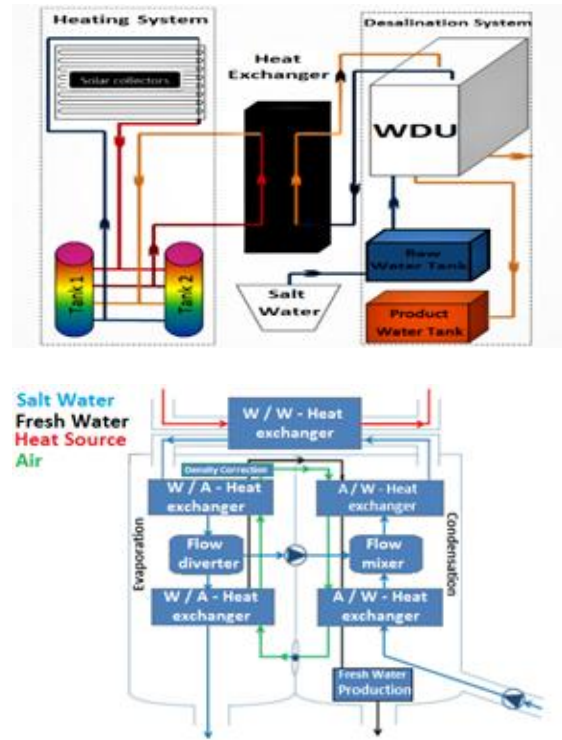 Heating System
Desalination System
Solar collectors
Heat
Exchanger
WDU
Tank 1
Tank 2
Raw
Water Tank
Salt
Water
Product
Water Tank
Salt Water
Fresh Water
Heat Source
Air
W / W - Heat
exchanger
Density Correction
W / A - Heat
exchanger
A / W - Heat
exchanger
Evaporation
Condensation
Flow
diverter
Flow
mixer
W / A - Heat
exchanger
A / W - Heat
exchanger
Fresh Water
Production